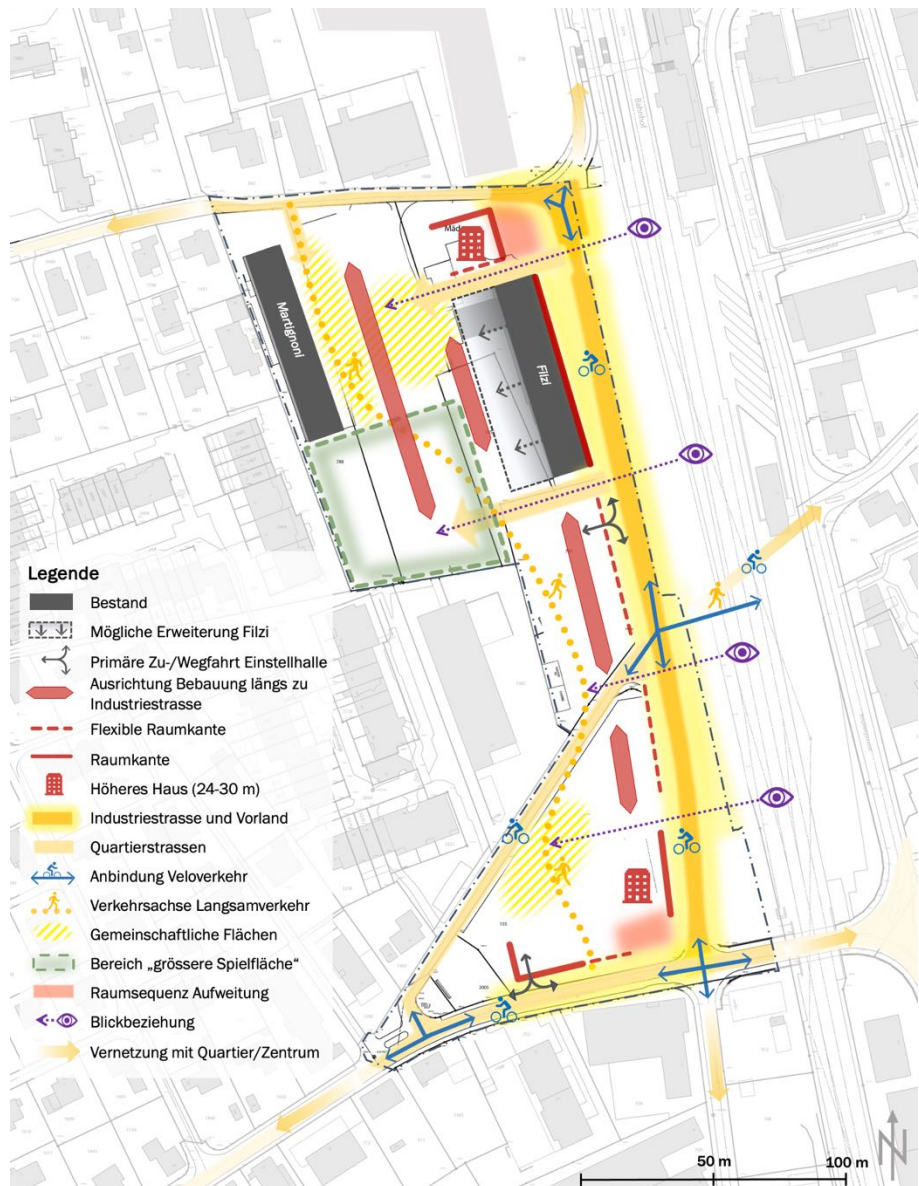 Bahnhof
Martignoni
Filzi
Legende
Bestand
Mögliche Erweiterung Filzi
Primäre Zu-/Wegfahrt Einstellhalle
Ausrichtung Bebauung längs zu
Industriestrasse
Flexible Raumkante
Raumkante
Höheres Haus (24-30 m)
Industriestrasse und Vorland
Quartierstrassen
Anbindung Veloverkehr
Verkehrsachse Langsamverkehr
Gemeinschaftliche Flächen
Bereich „grössere Spielfläche“
Raumsequenz Aufweitung
Blickbeziehung
Vernetzung mit Quartier/Zentrum
50 m
100 m
N